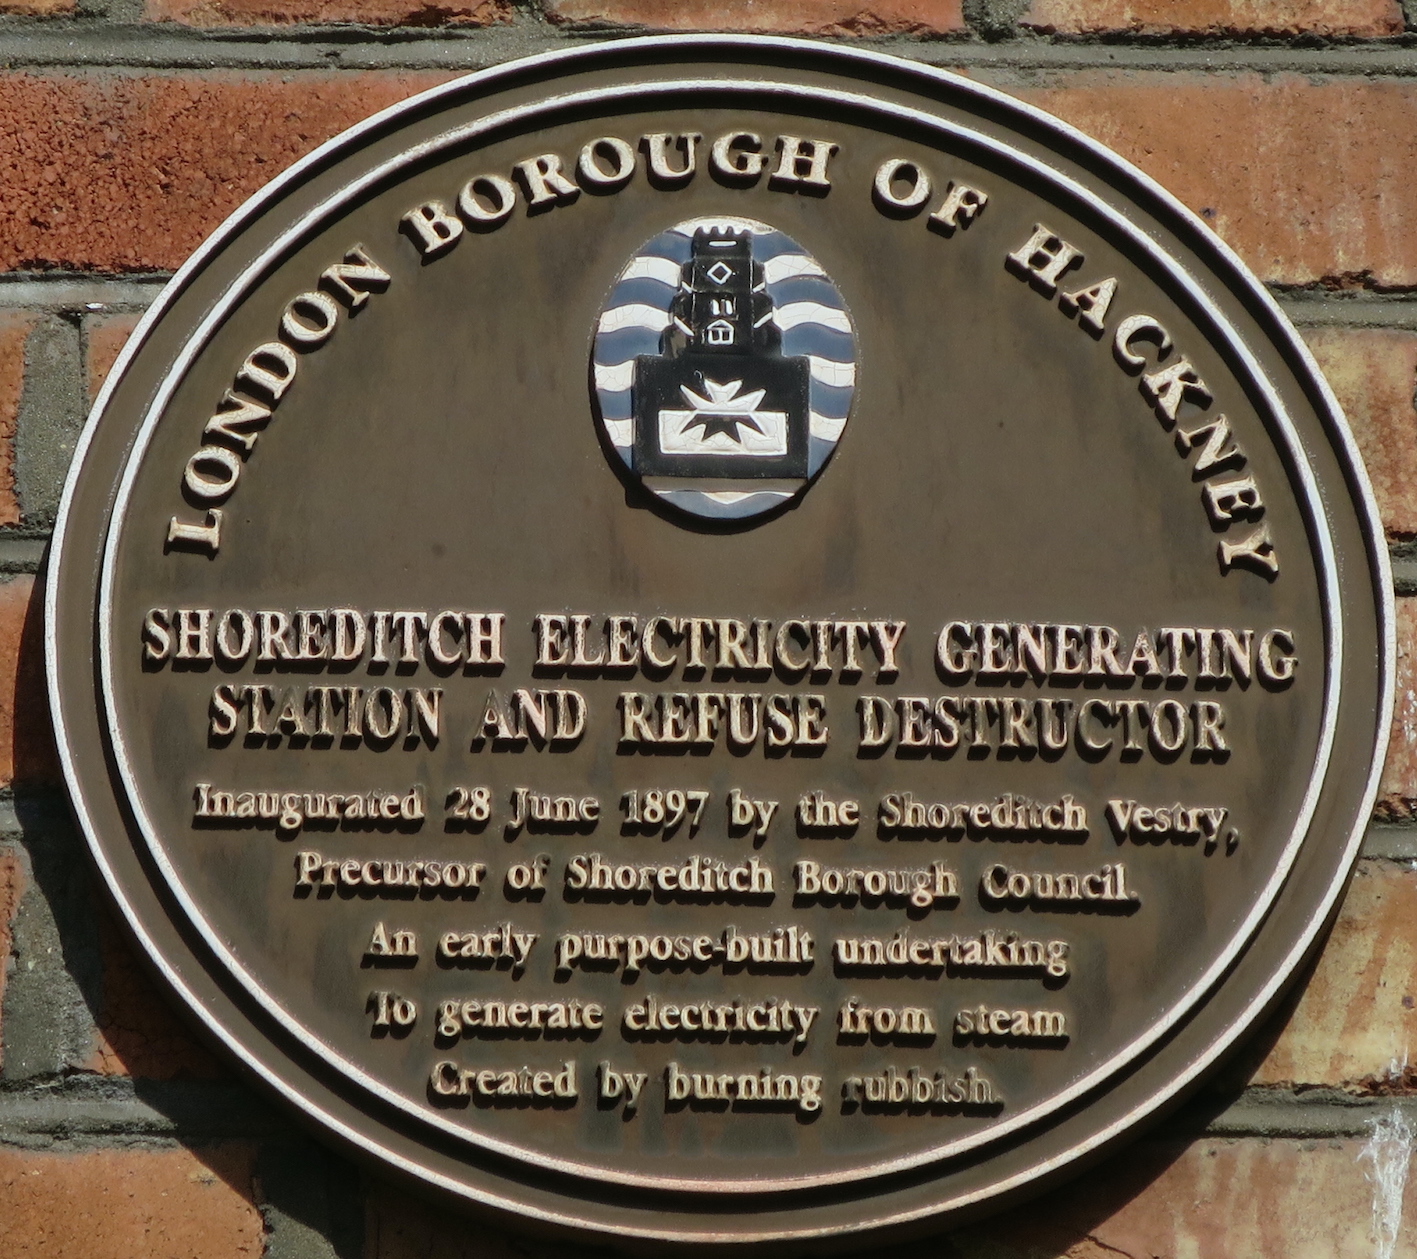 LONDON BOROUGH OF HACKNEY
SHOREDITCH ELECTRICITY GENERATING
STATION AND REFUSE DESTRUCTOR
Inaugurated 28 June 1897 by the Shoreditch Vestry,
Precursor of Shoreditch Borough Council.
An early purpose-built undertaking
To generate electricity from steam
Created by burning rubbish.